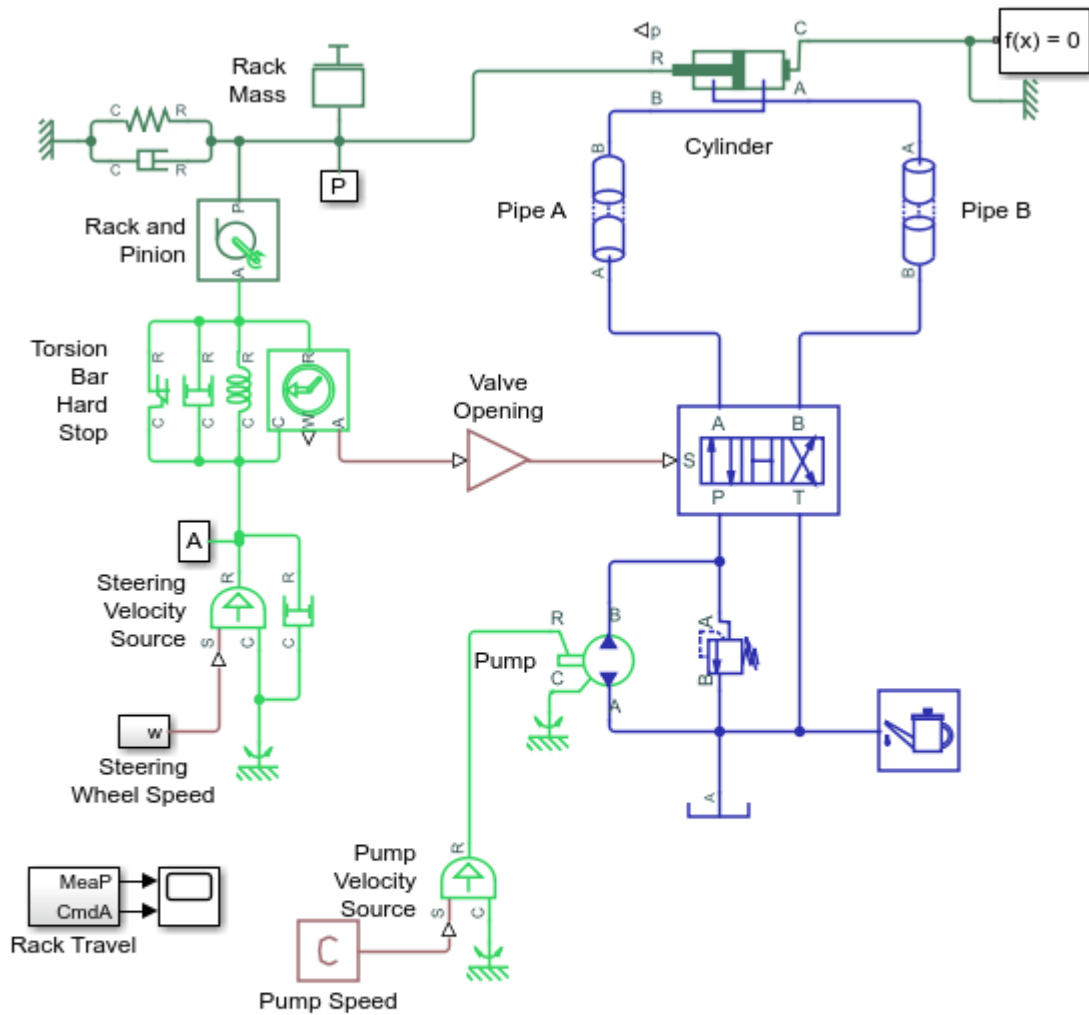 p
C
f(x) = 0
Rack
Mass
R
B
A
C
R
C
R
Cylinder
P
B
A
Pipe A
Pipe B
P
Rack and
Pinion
A
A
B
Torsion
Bar
Hard
Stop
R
R
R
R
C
C
C
C
W
A
Valve
Opening
A
B
S
P
T
A
Steering
Velocity
Source
R
R
S
C
C
R
B
A
Pump
C
B
A
w
Steering
Wheel Speed
A
Pump
Velocity
Source
R
S
C
MeaP
CmdA
Rack Travel
C
Pump Speed